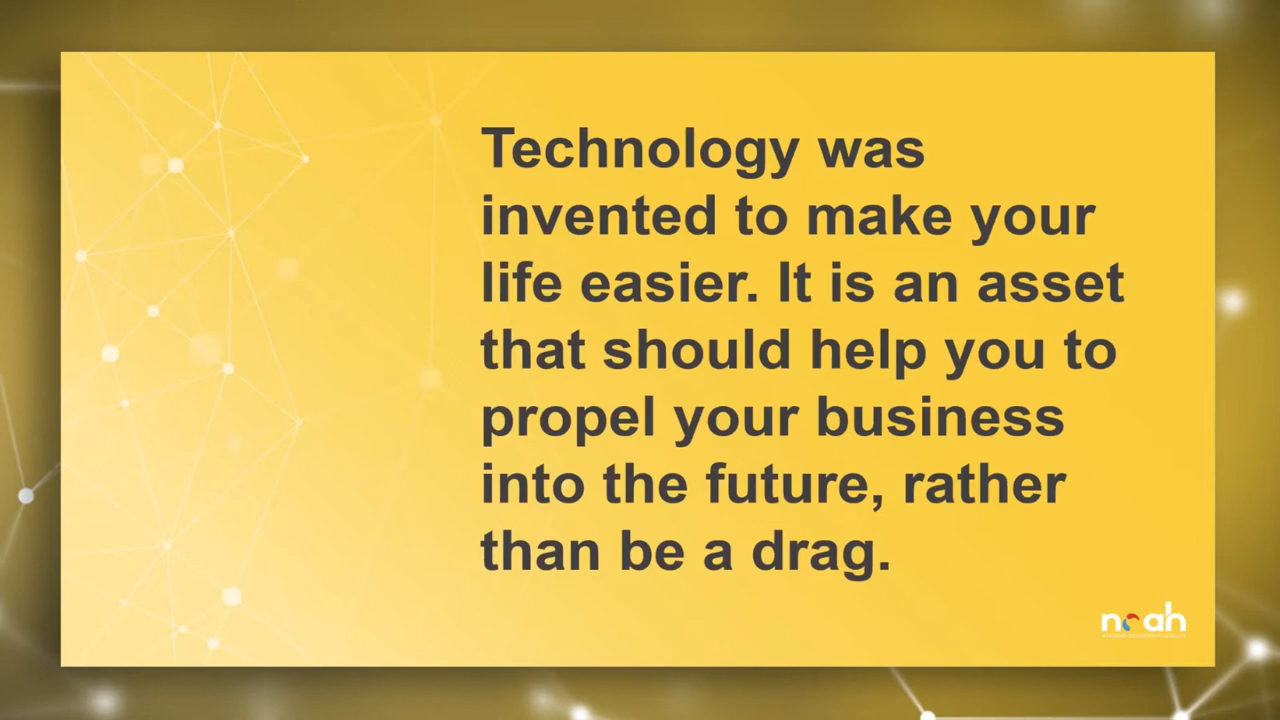 Technology was
invented to make your
life easier. It is an asset
that should help you to
propel your business
into the future, rather
than be a drag.
noah